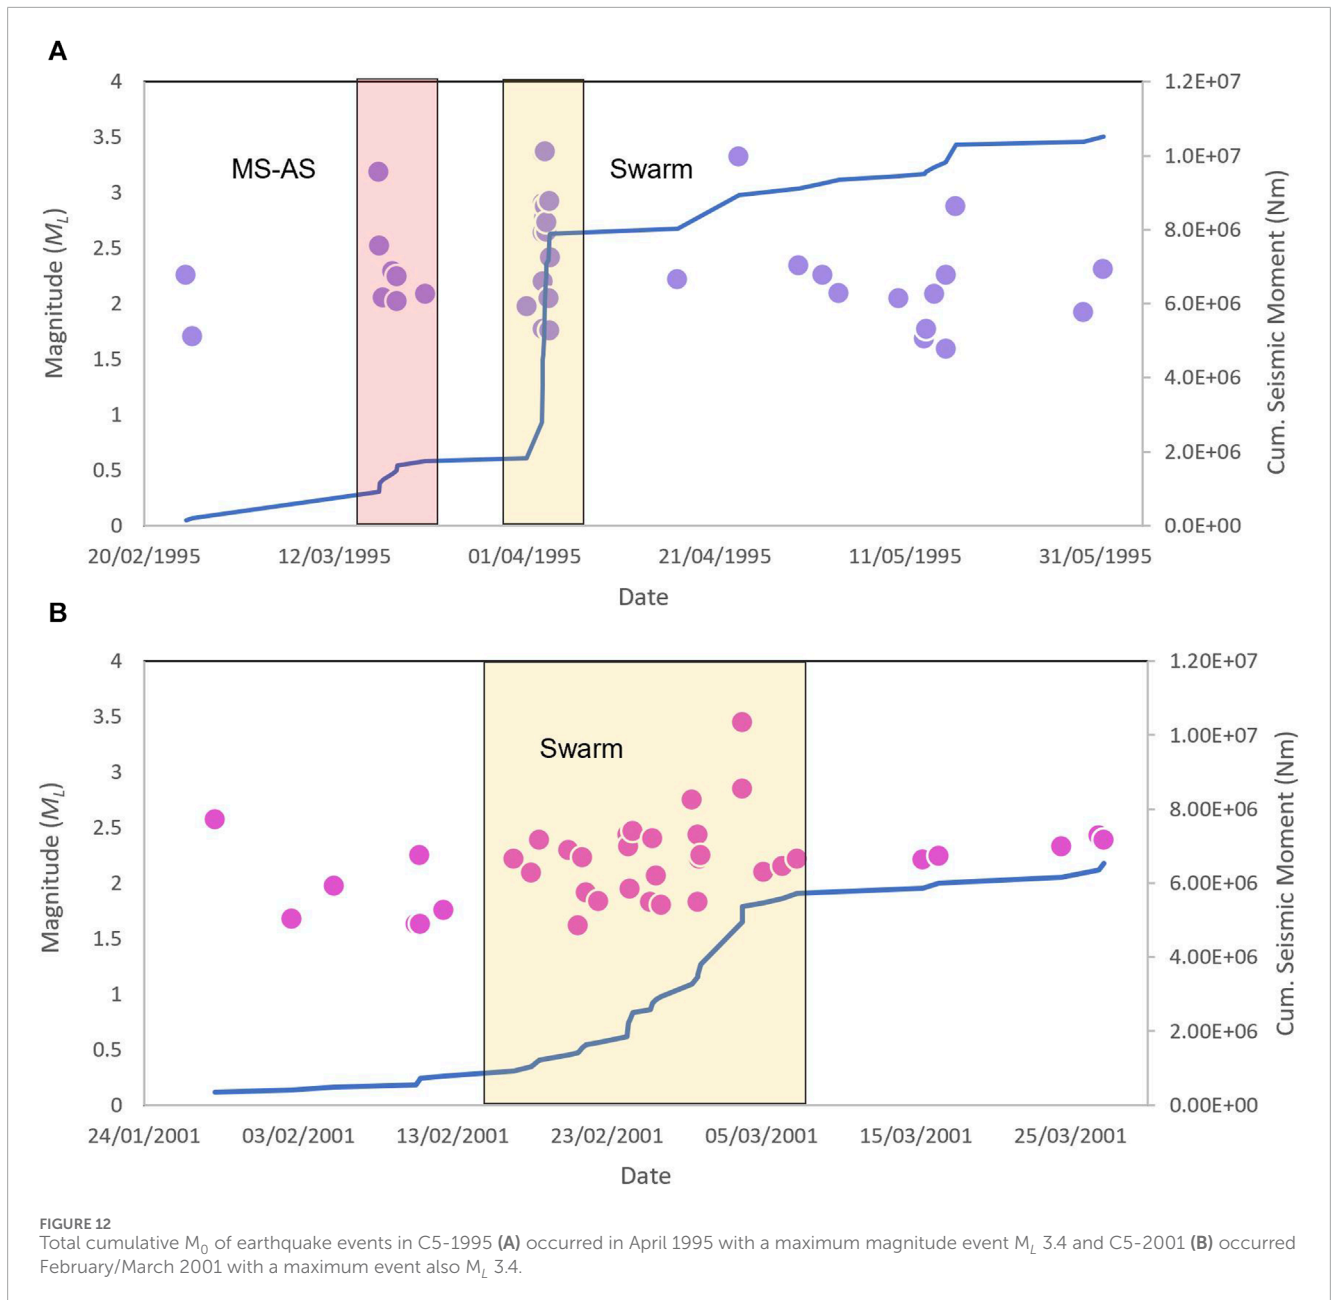 A
4
3.5
3
2.5
2
1.5
1
0.5
0
Magnitude (M_L)
MS-AS
Swarm
1.2E+07
1.0E+07
8.0E+06
6.0E+06
4.0E+06
2.0E+06
0.0E+00
Cum. Seismic Moment (Nm)
20/02/1995 12/03/1995 01/04/1995 21/04/1995 11/05/1995 31/05/1995
Date
B
4
3.5
3
2.5
2
1.5
1
0.5
0
Magnitude (M_L)
Swarm
1.20E+07
1.00E+07
8.00E+06
6.00E+06
4.00E+06
2.00E+06
0.00E+00
Cum. Seismic Moment (Nm)
24/01/2001 03/02/2001 13/02/2001 23/02/2001 05/03/2001 15/03/2001 25/03/2001
Date
FIGURE 12
Total cumulative M₀ of earthquake events in C5-1995 (A) occurred in April 1995 with a maximum magnitude event M_L 3.4 and C5-2001 (B) occurred
February/March 2001 with a maximum event also M_L 3.4.